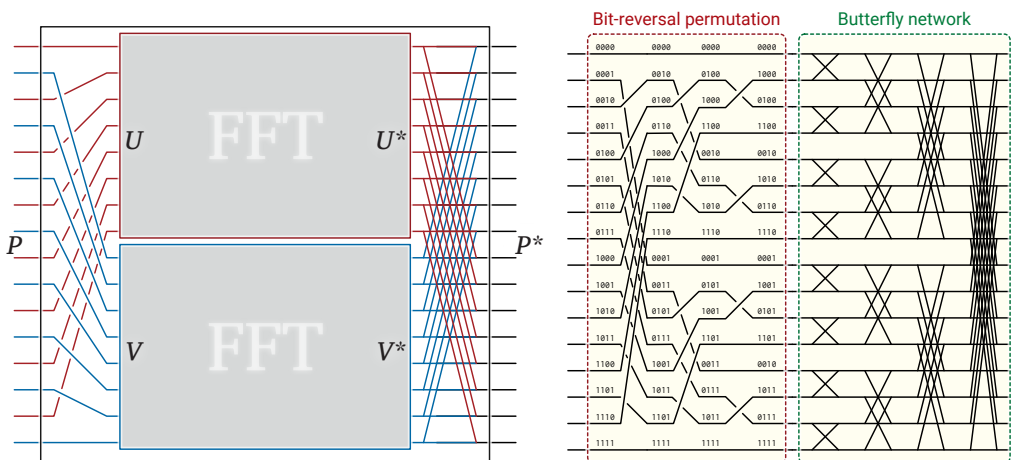 Bit-reversal permutation
Butterfly network
FFT
U
U*
P
P*
FFT
V
V*
0000 0000 0000 0000
0001 0010 0100 1000
0010 0100 1000 0100
0011 0110 1100 1100
0100 1000 0010 0010
0101 1010 0110 1010
0110 1100 1010 0110
0111 1110 1110 1110
1000 0001 0001 0001
1001 0011 0101 1001
1010 0101 1001 0101
1011 0111 1101 1101
1100 1001 0011 0010
1101 1011 0111 1011
1110 1101 1011 0111
1111 1111 1111 1111